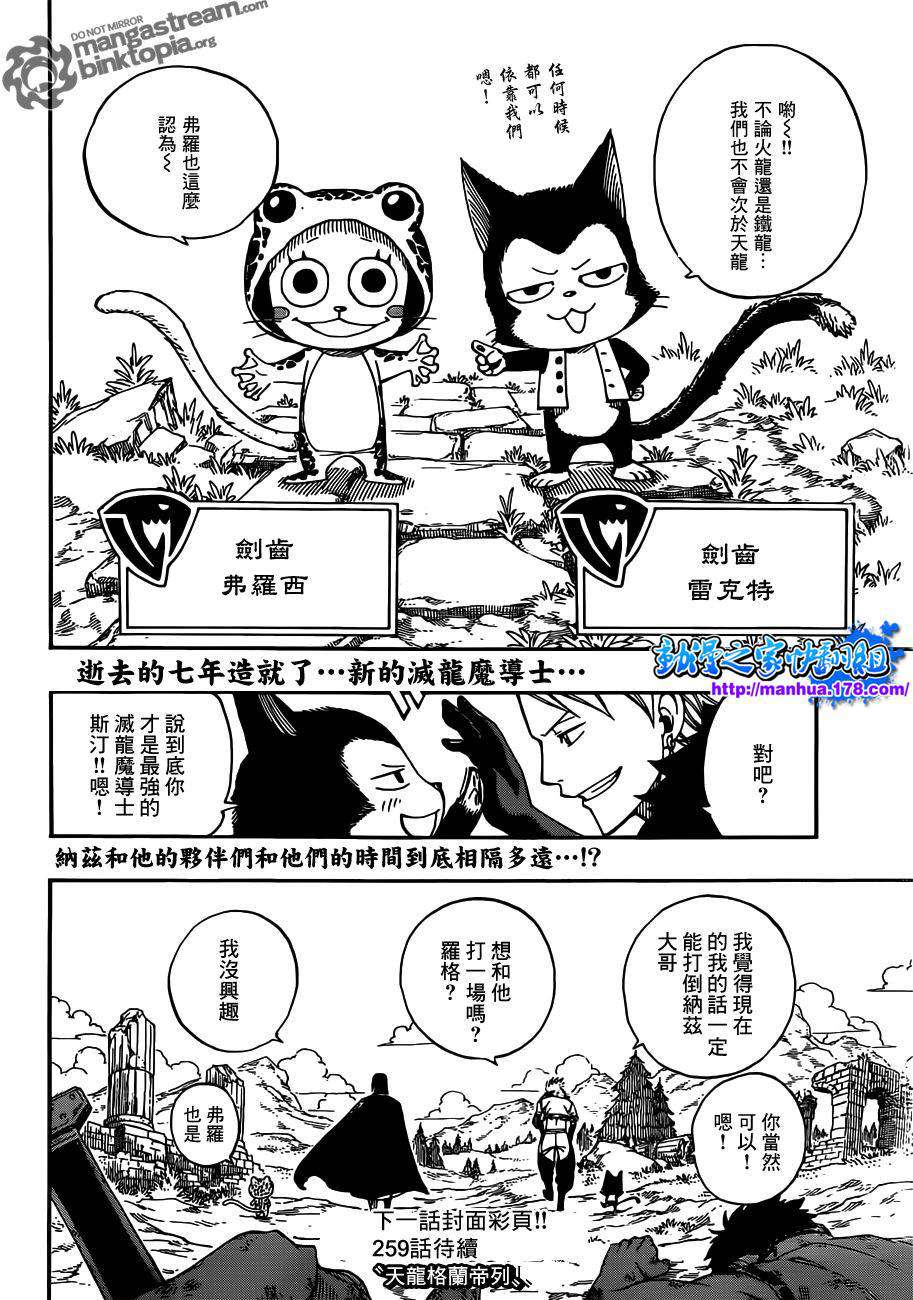 DO NOT MIRROR
mangastream.com
binktopia.org
喲～!!
不論火龍還是鐵龍…
我們也不會次於天龍
任何時候
都可以
依靠我們
嗯！
弗羅也這麼
認為～
劍齒
雷克特
劍齒
弗羅西
動漫之家快翻組
http://manhua.178.com/
逝去的七年造就了…新的滅龍魔導士…
對吧？
說到底你
才是最強的
滅龍魔導士
斯汀!!嗯！
納茲和他的夥伴們和他們的時間到底相隔多遠…!?
我覺得現在
的我的話一定
能打倒納茲
大哥
你當然
可以！
嗯！
想和他
打一場嗎？
羅格？
我沒興趣
弗羅
也是
下一話封面彩頁!!
259話待續
〝天龍格蘭帝列〟